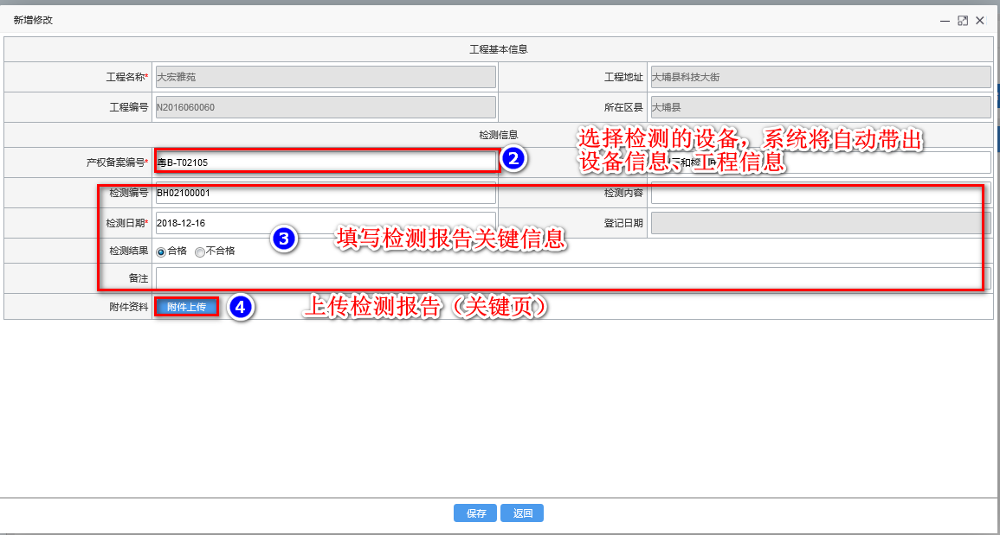 新增修改
工程基本信息
工程名称* 大宏雅苑 工程地址 大埔县科技大街
工程编号 N2016060060 所在区县 大埔县
检测信息
选择检测的设备，系统将自动带出
设备信息、工程信息
产权备案编号* 粤B-T02105 2
检测编号 BH02100001 检测内容
检测日期* 2018-12-16 登记日期
3 填写检测报告关键信息
检测结果 合格 不合格
备注
附件资料 附件上传 4 上传检测报告（关键页）
保存 返回